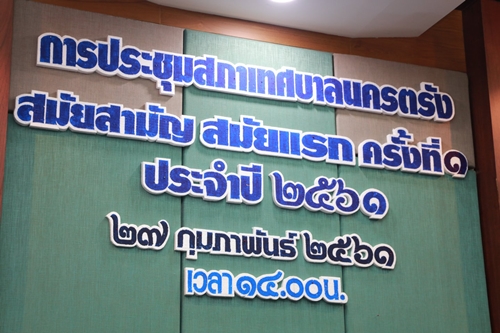 การประชุมสภาเทศบาลนครตรัง
สมัยสามัญ สมัยแรก ครั้งที่ ๑
ประจำปี ๒๕๖๑
๒๗ กุมภาพันธ์ ๒๕๖๑
เวลา ๑๔.๐๐น.